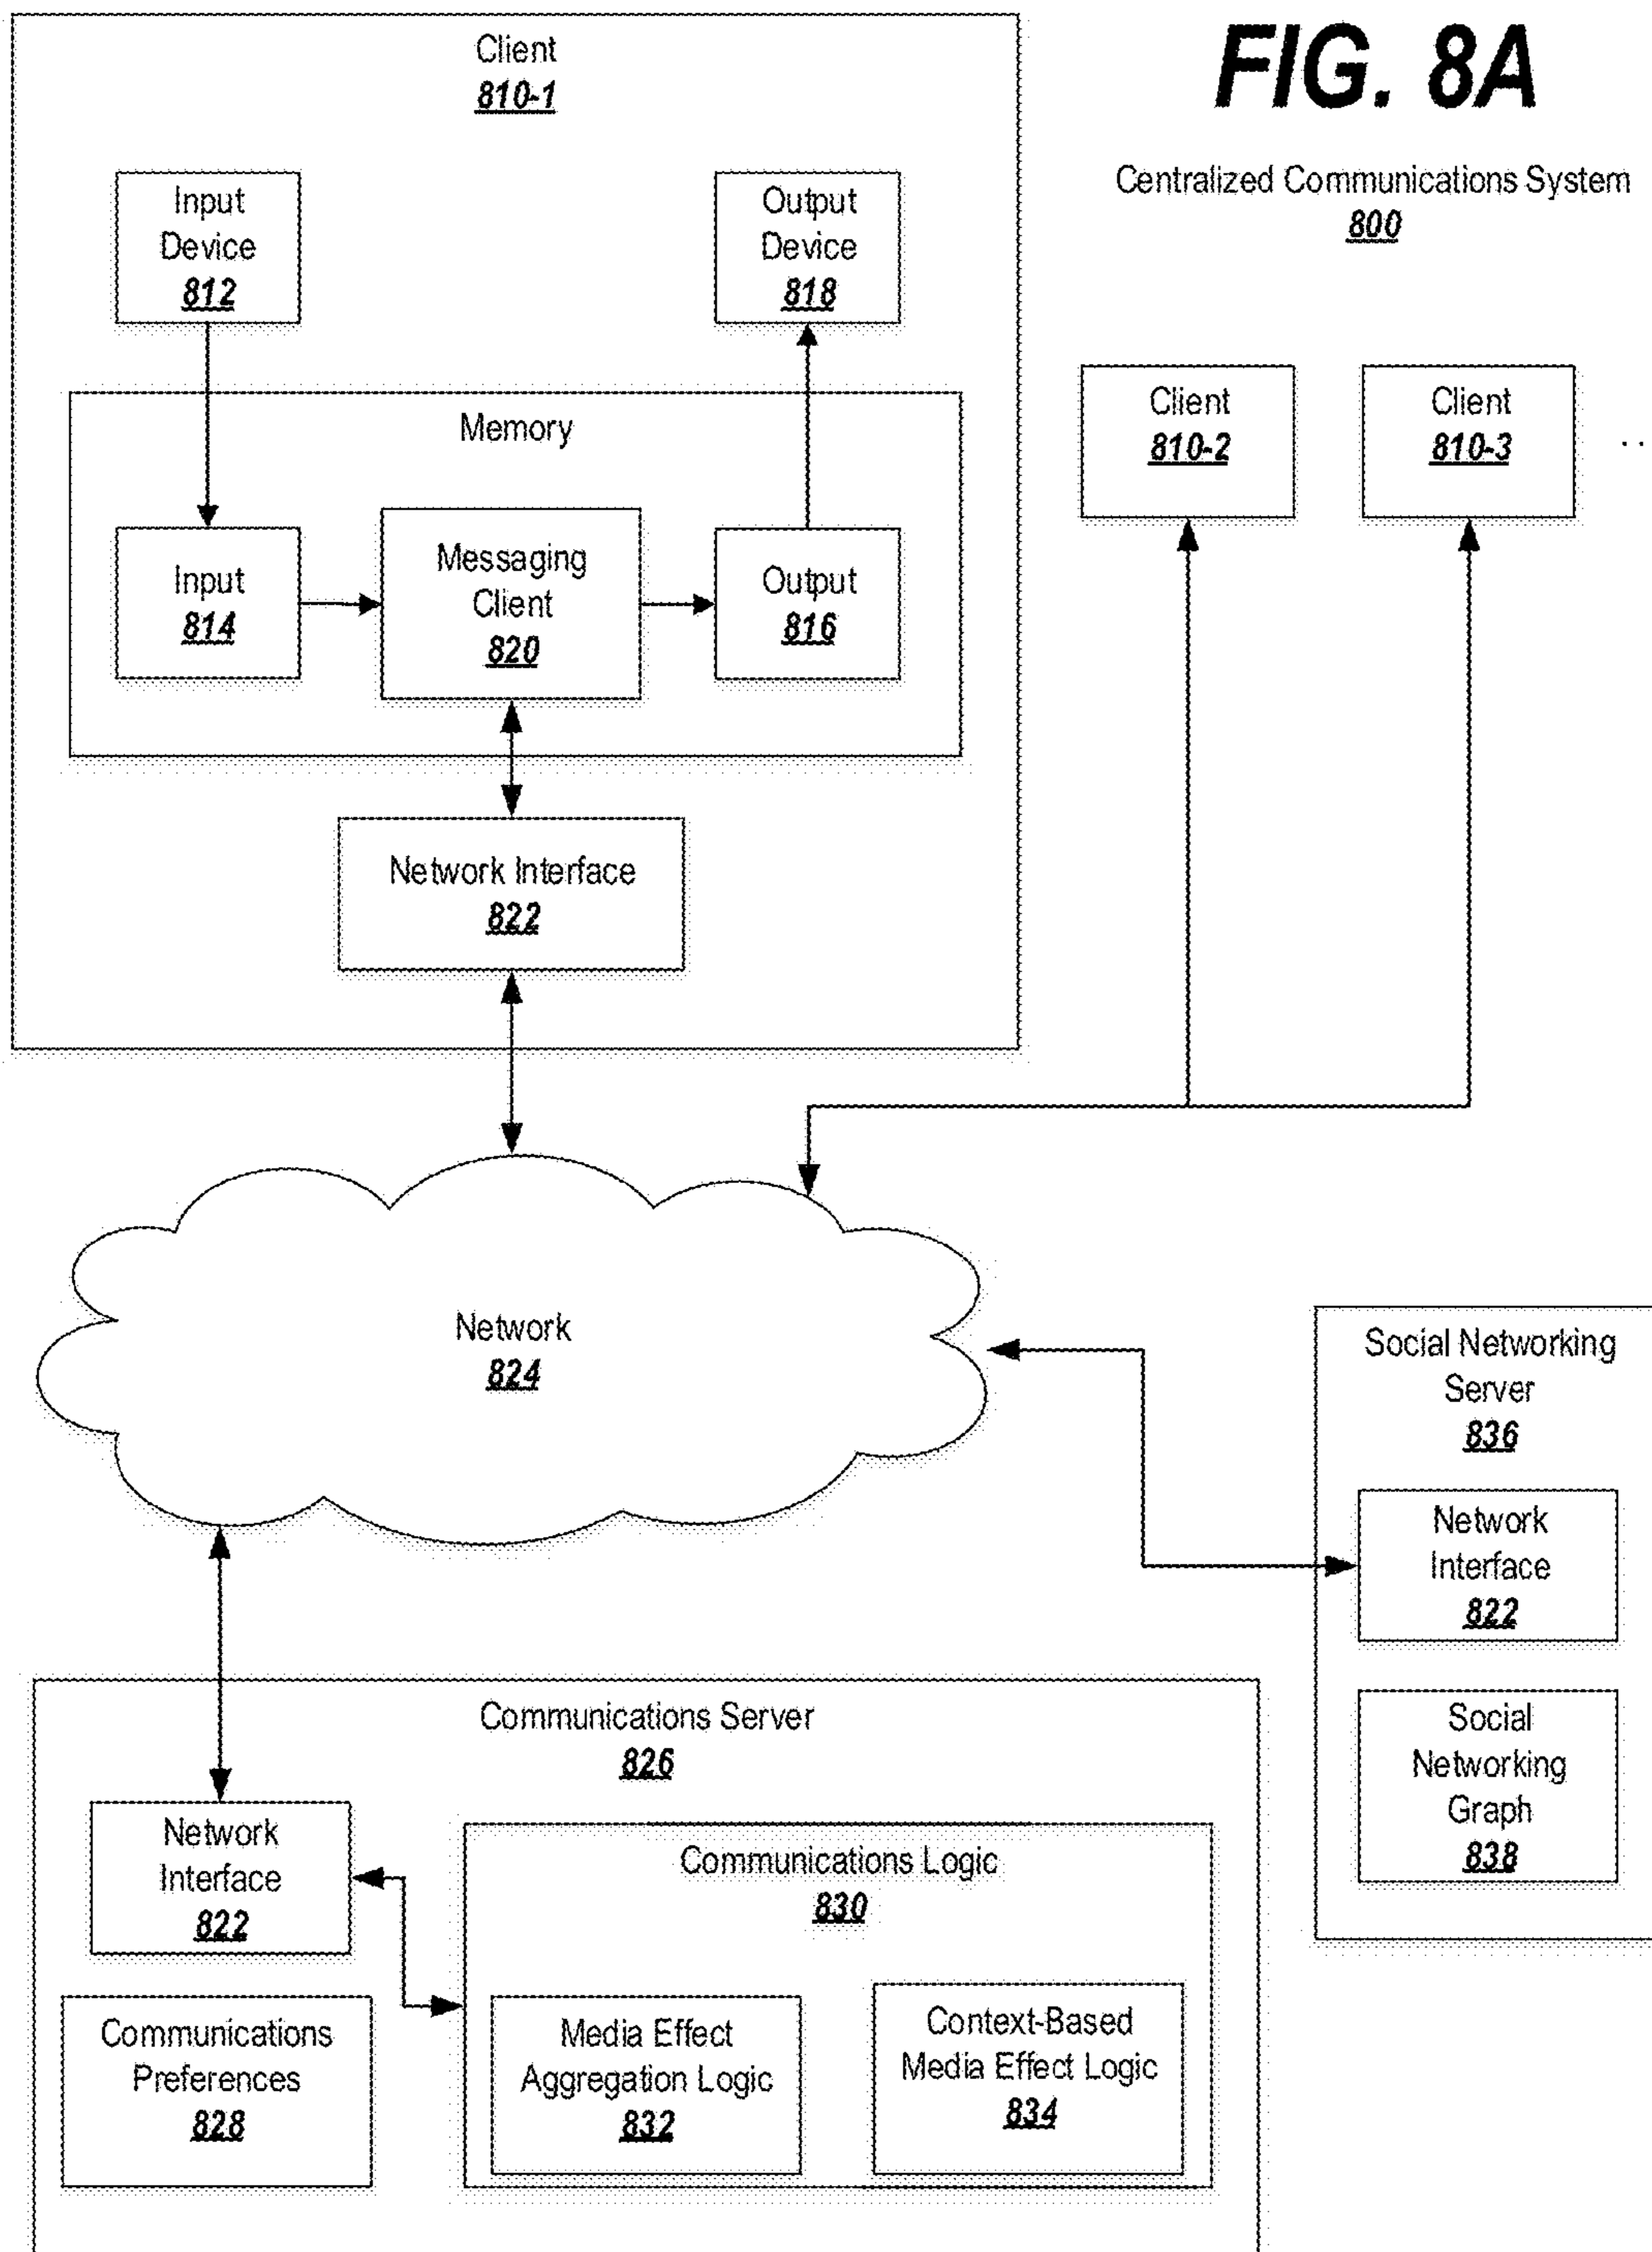 FIG. 8A
Centralized Communications System
800
Client
810-1
Input
Device
812
Output
Device
818
Memory
Input
814
Messaging
Client
820
Output
816
Network Interface
822
Client
810-2
Client
810-3
..
Network
824
Social Networking
Server
836
Network
Interface
822
Social
Networking
Graph
838
Communications Server
826
Network
Interface
822
Communications
Preferences
828
Communications Logic
830
Media Effect
Aggregation Logic
832
Context-Based
Media Effect Logic
834